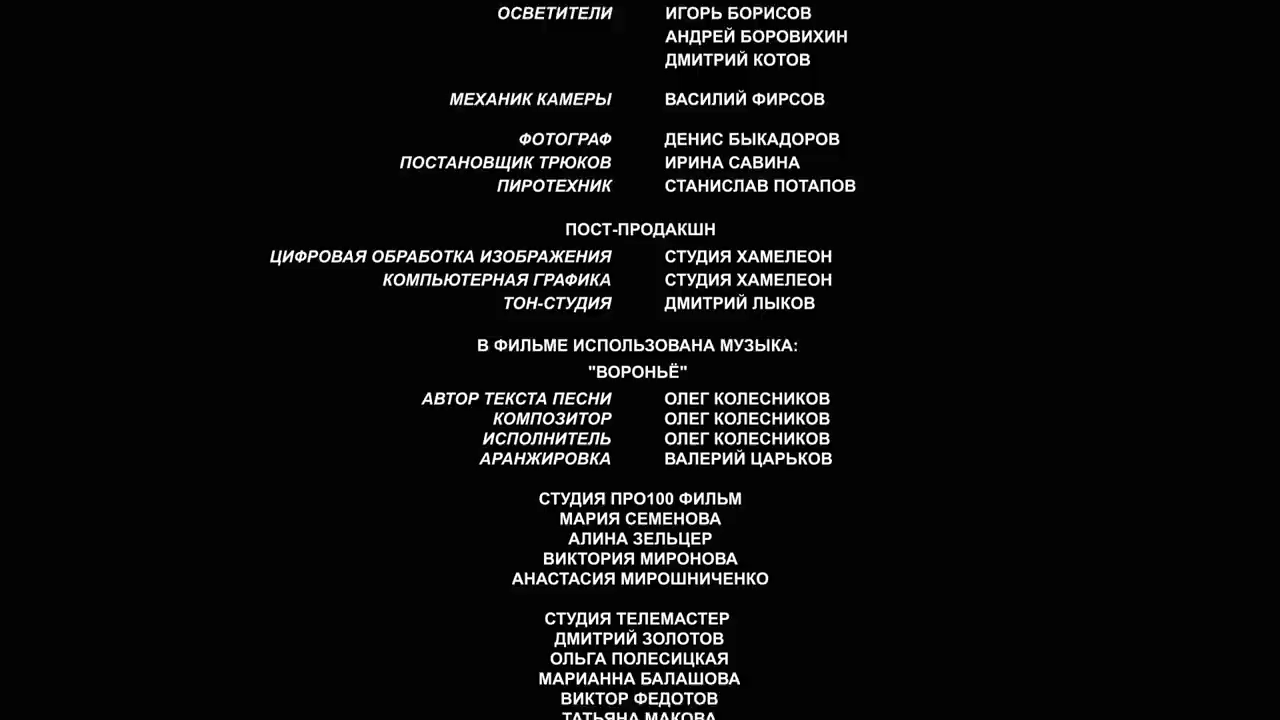 ОСВЕТИТЕЛИ ИГОРЬ БОРИСОВ
АНДРЕЙ БОРОВИХИН
ДМИТРИЙ КОТОВ
МЕХАНИК КАМЕРЫ ВАСИЛИЙ ФИРСОВ
ФОТОГРАФ ДЕНИС БЫКАДОРОВ
ПОСТАНОВЩИК ТРЮКОВ ИРИНА САВИНА
ПИРОТЕХНИК СТАНИСЛАВ ПОТАПОВ
ПОСТ-ПРОДАКШН
ЦИФРОВАЯ ОБРАБОТКА ИЗОБРАЖЕНИЯ СТУДИЯ ХАМЕЛЕОН
КОМПЬЮТЕРНАЯ ГРАФИКА СТУДИЯ ХАМЕЛЕОН
ТОН-СТУДИЯ ДМИТРИЙ ЛЫКОВ
В ФИЛЬМЕ ИСПОЛЬЗОВАНА МУЗЫКА:
"ВОРОНЬЁ"
АВТОР ТЕКСТА ПЕСНИ ОЛЕГ КОЛЕСНИКОВ
КОМПОЗИТОР ОЛЕГ КОЛЕСНИКОВ
ИСПОЛНИТЕЛЬ ОЛЕГ КОЛЕСНИКОВ
АРАНЖИРОВКА ВАЛЕРИЙ ЦАРЬКОВ
СТУДИЯ ПРО100 ФИЛЬМ
МАРИЯ СЕМЕНОВА
АЛИНА ЗЕЛЬЦЕР
ВИКТОРИЯ МИРОНОВА
АНАСТАСИЯ МИРОШНИЧЕНКО
СТУДИЯ ТЕЛЕМАСТЕР
ДМИТРИЙ ЗОЛОТОВ
ОЛЬГА ПОЛЕСИЦКАЯ
МАРИАННА БАЛАШОВА
ВИКТОР ФЕДОТОВ
ТАТЬЯНА МАКОВА